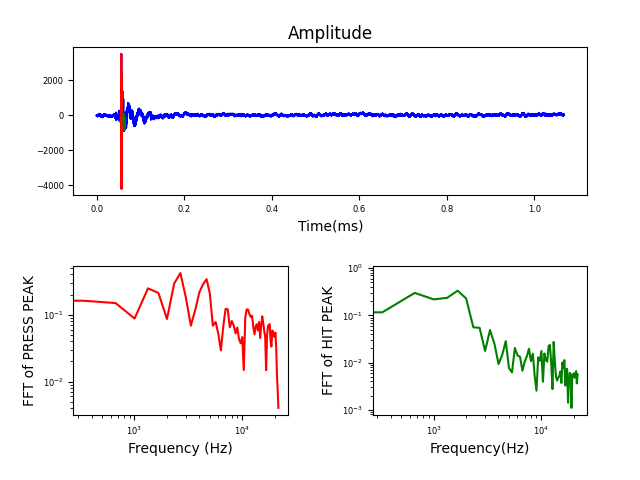 Amplitude
2000
0
−2000
−4000
0.0 0.2 0.4 0.6 0.8 1.0
Time(ms)
FFT of PRESS PEAK
10⁻¹
10⁻²
10³ 10⁴
Frequency (Hz)
FFT of HIT PEAK
10⁰
10⁻¹
10⁻²
10⁻³
10³ 10⁴
Frequency(Hz)